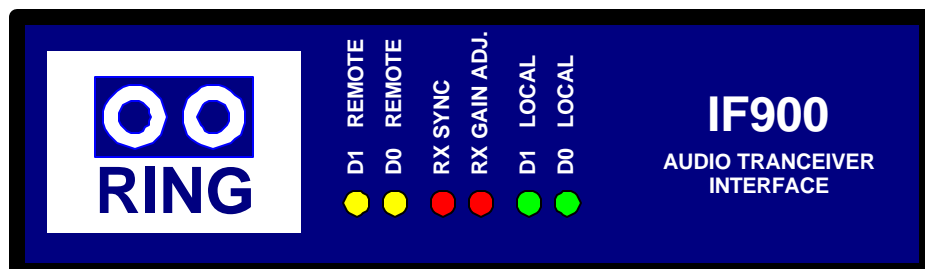 RING
D1 REMOTE
D0 REMOTE
RX SYNC
RX GAIN ADJ.
D1 LOCAL
D0 LOCAL
IF900
AUDIO TRANCEIVER
INTERFACE